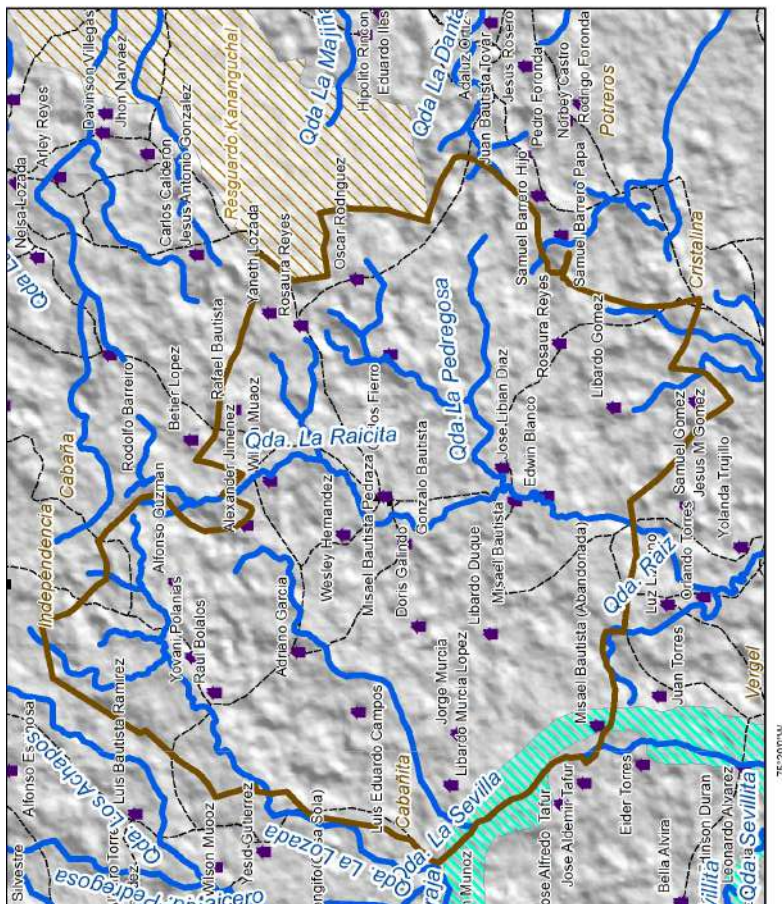 Silvestre
Alfonso Espinosa
Qda. Los Achapos
Luis Bautista Ramirez
Wilson Muñoz
Yesid Gutierrez
Qda. La Lozada
Independencia
Cabaña
Alfonso Guzman
Yovani Polanias
Raul Bolaños
Adriano Garcia
Luis Eduardo Campos
Cabañita
Jorge Murcia
Libardo Murcia Lopez
Qda. La Sevilla
Muñoz
Jose Alfredo Tafur
Jose Aldemir Tafur
Eider Torres
Bella Alvira
Leonardo Alvarez
Duran
Qda. Sevillita
Nelsa Lozada
Arley Reyes
Davinson Villegas
Jhon Narvaez
Carlos Calderón
Jesus Antonio Gonzalez
Resguardo Kananguchal
Rodolfo Barreiro
Betier Lopez
Rafael Bautista
Alexander Jimenez
Yaneth Lozada
Rosaura Reyes
Oscar Rodriguez
Qda. La Raicita
Wesley Hernandez
Misael Bautista Pedraza
Doris Galindo
Gonzalo Bautista
Libardo Duque
Misael Bautista
Qda. La Pedregosa
Jose Libian Diaz
Edwin Blanco
Misael Bautista (Abandonada)
Qda. Raiz
Juan Torres
Vergel
Orlando Torres
Samuel Gomez
Jesus M Gomez
Yolanda Trujillo
Libardo Gomez
Rosaura Reyes
Cristalina
Samuel Barrero Hijo
Samuel Barrero Papa
Qda La Majiña
Hipolito Rincon
Eduardo Iles
Qda La Danta
Adaluz Ortiz
Juan Bautista Tovar
Jesus Rosero
Pedro Foronda
Norbey Castro
Rodrigo Foronda
Potreros